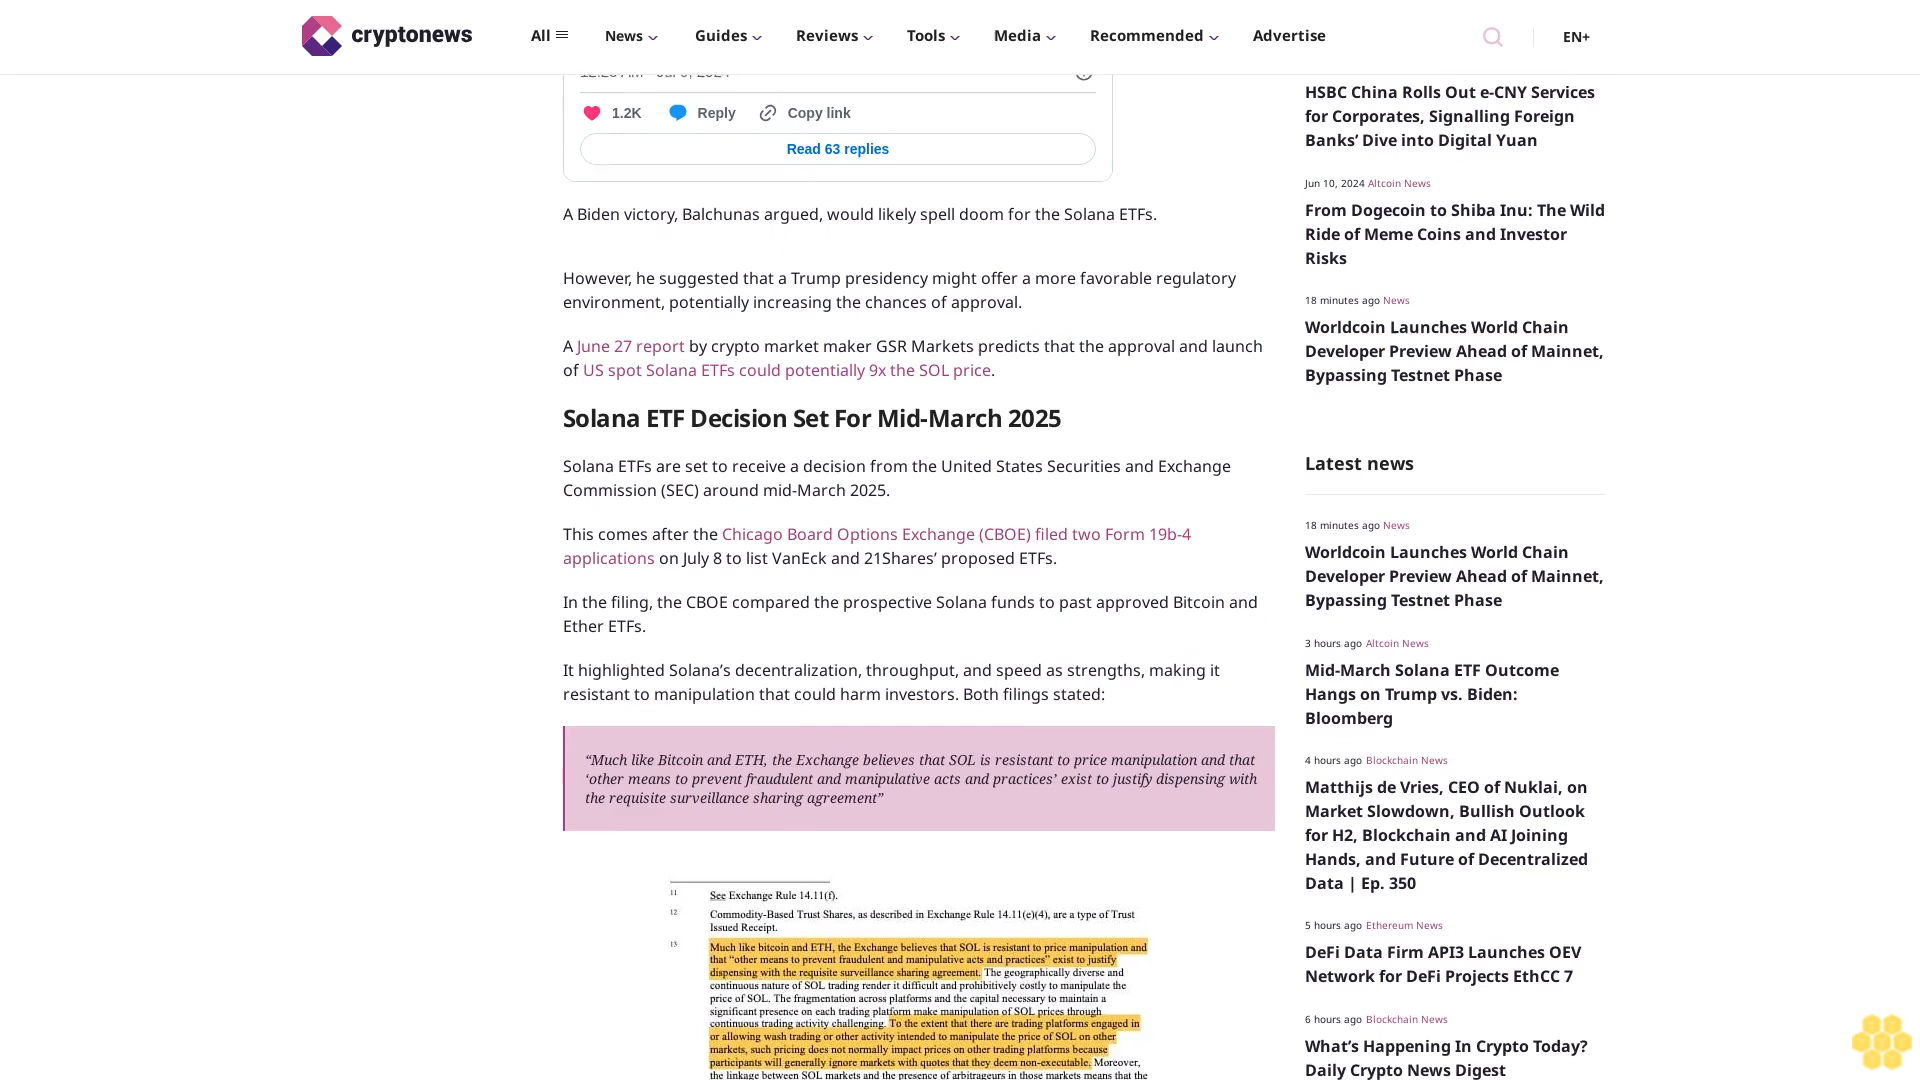 cryptonews
All
News
Guides
Reviews
Tools
Media
Recommended
Advertise
EN+
1.2K
Reply
Copy link
Read 63 replies
A Biden victory, Balchunas argued, would likely spell doom for the Solana ETFs.
However, he suggested that a Trump presidency might offer a more favorable regulatory
environment, potentially increasing the chances of approval.
A June 27 report by crypto market maker GSR Markets predicts that the approval and launch
of US spot Solana ETFs could potentially 9x the SOL price.
Solana ETF Decision Set For Mid-March 2025
Solana ETFs are set to receive a decision from the United States Securities and Exchange
Commission (SEC) around mid-March 2025.
This comes after the Chicago Board Options Exchange (CBOE) filed two Form 19b-4
applications on July 8 to list VanEck and 21Shares’ proposed ETFs.
In the filing, the CBOE compared the prospective Solana funds to past approved Bitcoin and
Ether ETFs.
It highlighted Solana’s decentralization, throughput, and speed as strengths, making it
resistant to manipulation that could harm investors. Both filings stated:
“Much like Bitcoin and ETH, the Exchange believes that SOL is resistant to price manipulation and that
‘other means to prevent fraudulent and manipulative acts and practices’ exist to justify dispensing with
the requisite surveillance sharing agreement”
11 See Exchange Rule 14.11(f).
12 Commodity-Based Trust Shares, as described in Exchange Rule 14.11(e)(4), are a type of Trust
Issued Receipt.
13 Much like bitcoin and ETH, the Exchange believes that SOL is resistant to price manipulation and
that “other means to prevent fraudulent and manipulative acts and practices” exist to justify
dispensing with the requisite surveillance sharing agreement. The geographically diverse and
continuous nature of SOL trading render it difficult and prohibitively costly to manipulate the
price of SOL. The fragmentation across platforms and the capital necessary to maintain a
significant presence on each trading platform make manipulation of SOL prices through
continuous trading activity challenging. To the extent that there are trading platforms engaged in
or allowing wash trading or other activity intended to manipulate the price of SOL on other
markets, such pricing does not normally impact prices on other trading platforms because
participants will generally ignore markets with quotes that they deem non-executable. Moreover,
the linkage between SOL markets and the presence of arbitrageurs in those markets means that the
HSBC China Rolls Out e-CNY Services
for Corporates, Signalling Foreign
Banks’ Dive into Digital Yuan
Jun 10, 2024 Altcoin News
From Dogecoin to Shiba Inu: The Wild
Ride of Meme Coins and Investor
Risks
18 minutes ago News
Worldcoin Launches World Chain
Developer Preview Ahead of Mainnet,
Bypassing Testnet Phase
Latest news
18 minutes ago News
Worldcoin Launches World Chain
Developer Preview Ahead of Mainnet,
Bypassing Testnet Phase
3 hours ago Altcoin News
Mid-March Solana ETF Outcome
Hangs on Trump vs. Biden:
Bloomberg
4 hours ago Blockchain News
Matthijs de Vries, CEO of Nuklai, on
Market Slowdown, Bullish Outlook
for H2, Blockchain and AI Joining
Hands, and Future of Decentralized
Data | Ep. 350
5 hours ago Ethereum News
DeFi Data Firm API3 Launches OEV
Network for DeFi Projects EthCC 7
6 hours ago Blockchain News
What’s Happening In Crypto Today?
Daily Crypto News Digest